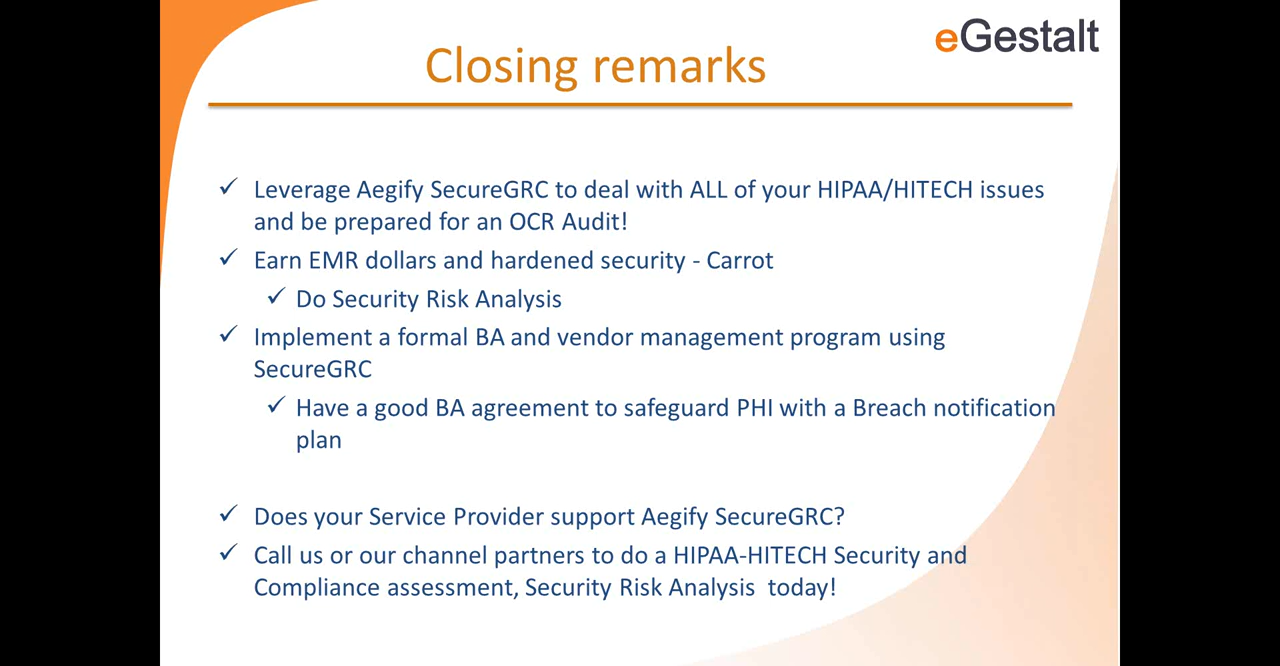 eGestalt
Closing remarks
✓ Leverage Aegify SecureGRC to deal with ALL of your HIPAA/HITECH issues
and be prepared for an OCR Audit!
✓ Earn EMR dollars and hardened security - Carrot
✓ Do Security Risk Analysis
✓ Implement a formal BA and vendor management program using
SecureGRC
✓ Have a good BA agreement to safeguard PHI with a Breach notification
plan
✓ Does your Service Provider support Aegify SecureGRC?
✓ Call us or our channel partners to do a HIPAA-HITECH Security and
Compliance assessment, Security Risk Analysis today!